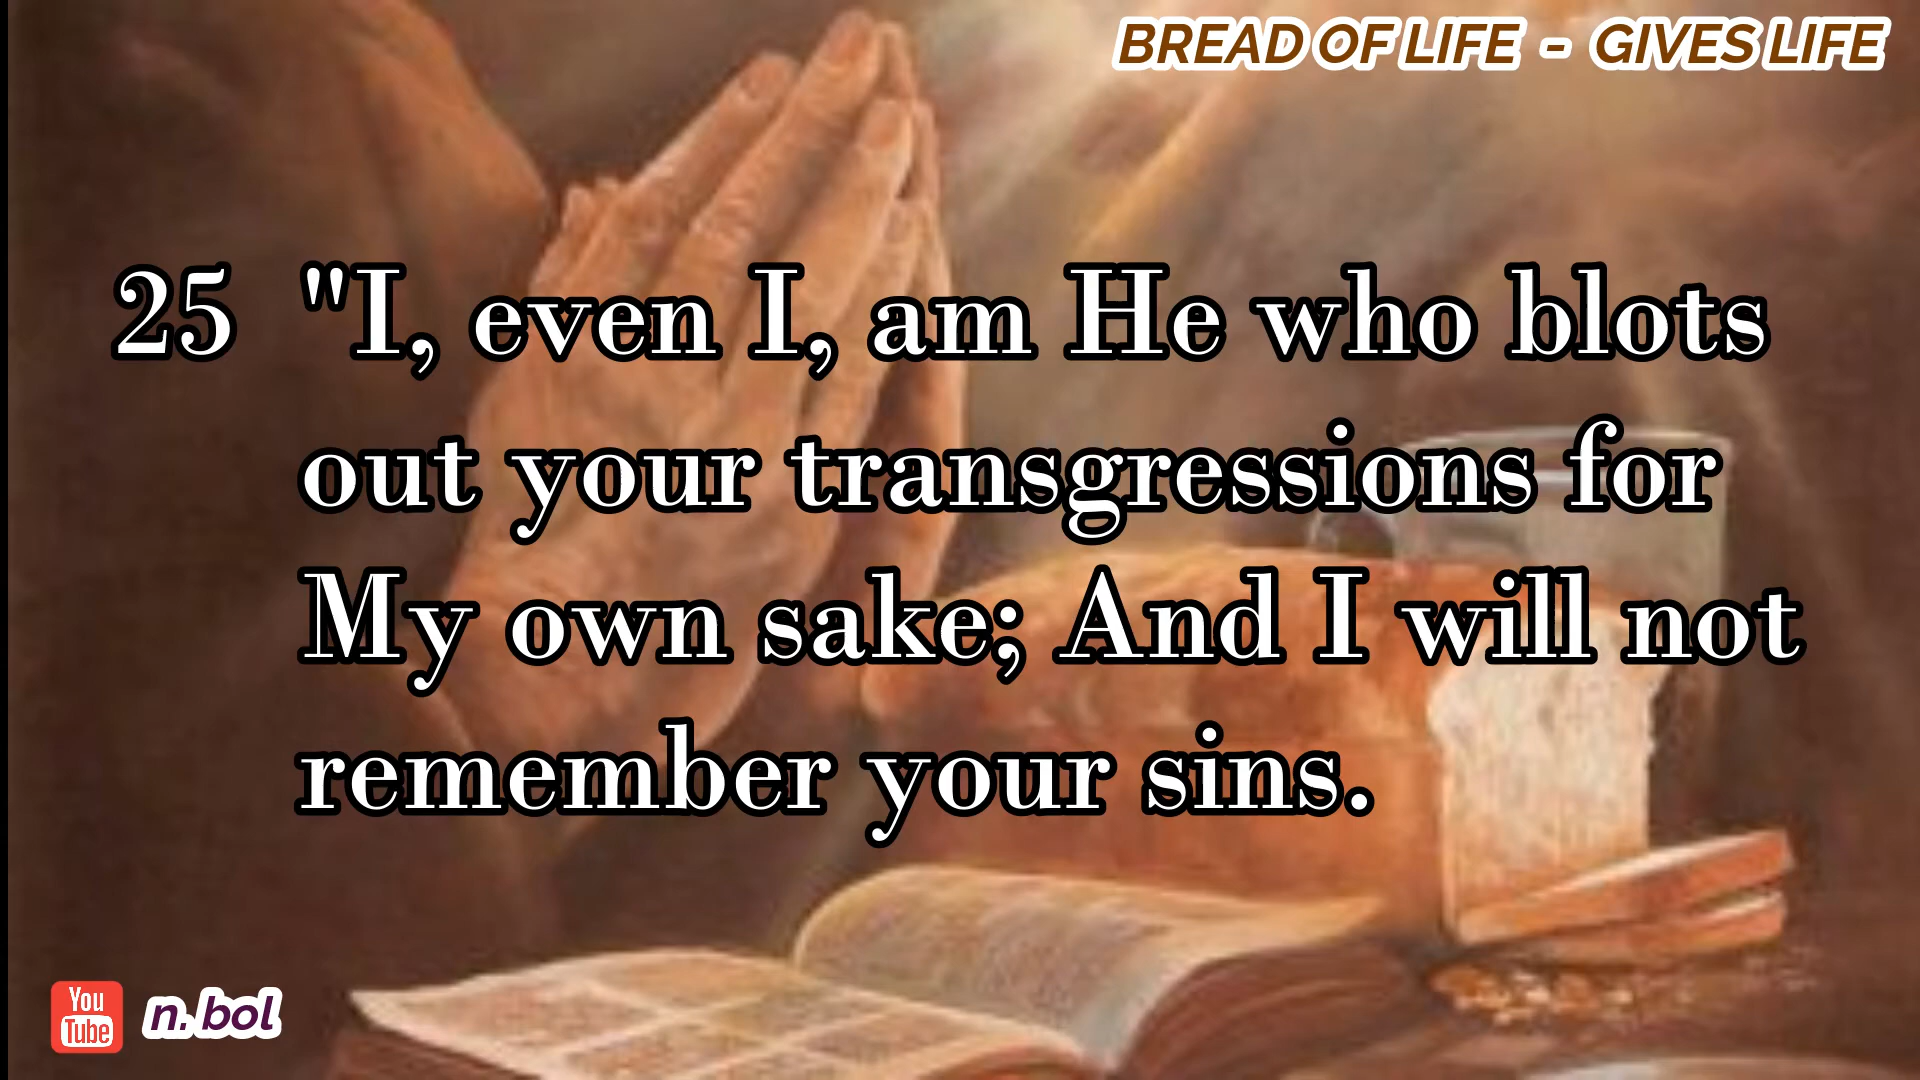 BREAD OF LIFE - GIVES LIFE
25 "I, even I, am He who blots
out your transgressions for
My own sake; And I will not
remember your sins.
You
Tube
n. bol